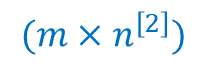 (m × n^[2])